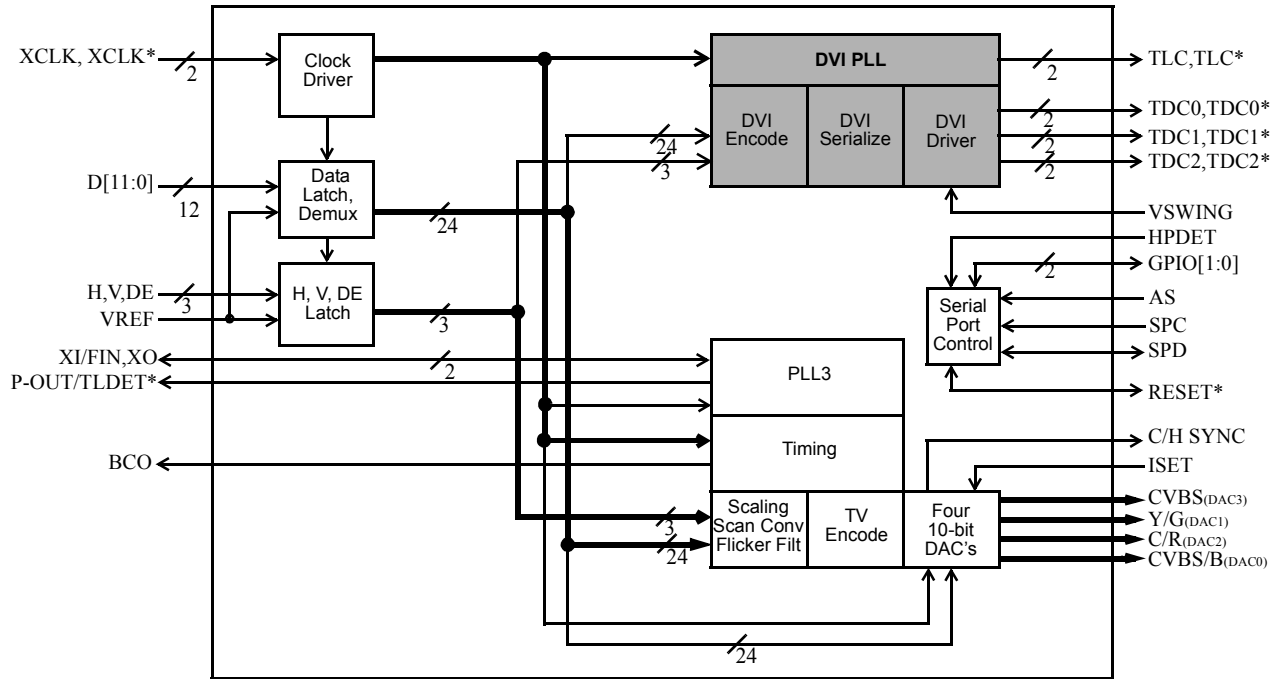 XCLK, XCLK*
2
Clock
Driver
DVI PLL
2
TLC,TLC*
DVI
Encode
DVI
Serialize
DVI
Driver
2
TDC0,TDC0*
24
2
TDC1,TDC1*
3
2
TDC2,TDC2*
D[11:0]
12
Data
Latch,
Demux
24
VSWING
HPDET
2
GPIO[1:0]
H,V,DE
3
VREF
H, V, DE
Latch
3
Serial
Port
Control
AS
SPC
SPD
XI/FIN,XO
2
P-OUT/TLDET*
PLL3
RESET*
BCO
Timing
C/H SYNC
ISET
3
24
Scaling
Scan Conv
Flicker Filt
TV
Encode
Four
10-bit
DAC's
CVBS(DAC3)
Y/G(DAC1)
C/R(DAC2)
CVBS/B(DAC0)
24